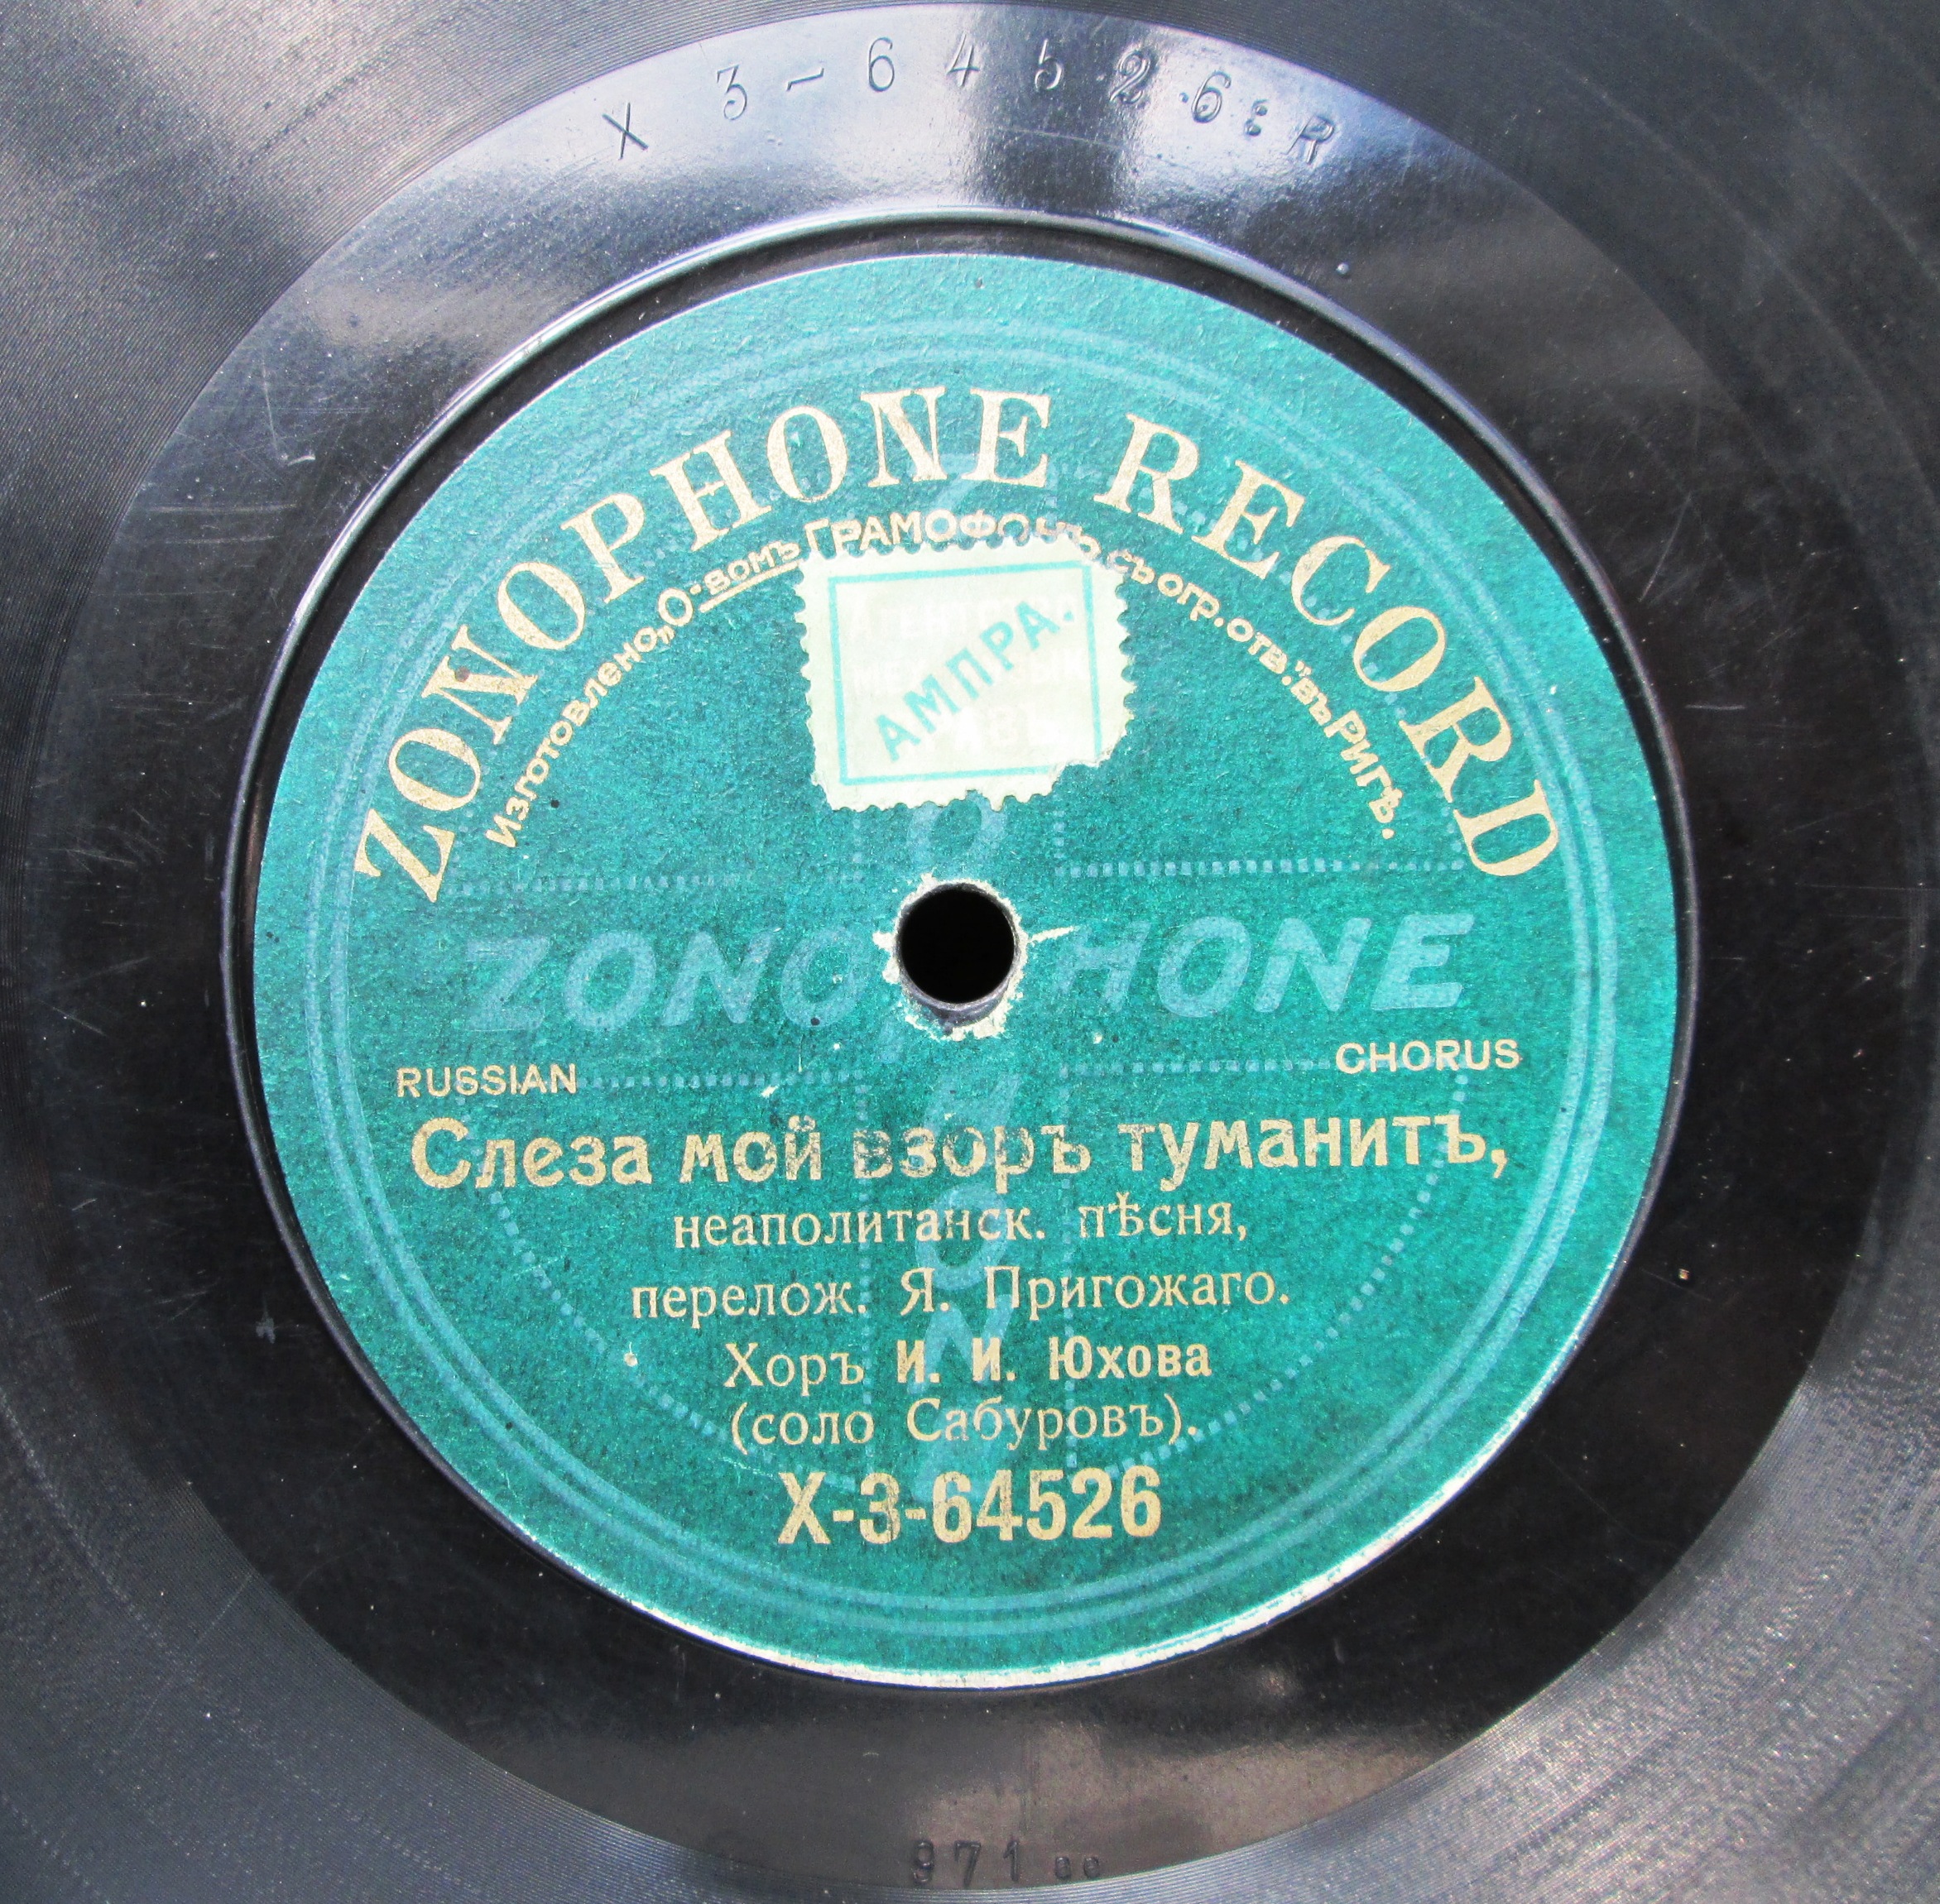 X 3-64526:R
ZONOPHONE RECORD
Изготовлено „О-вомъ ГРАМОФОНЪ съ огр. отв." въ РИГѢ.
АМПРА.
ZONOPHONE
RUSSIAN CHORUS
Слеза мой взоръ туманитъ,
неаполитанск. пѣсня,
перелож. Я. Пригожаго.
Хоръ И. И. Юхова
(соло Сабуровъ).
X-3-64526
971